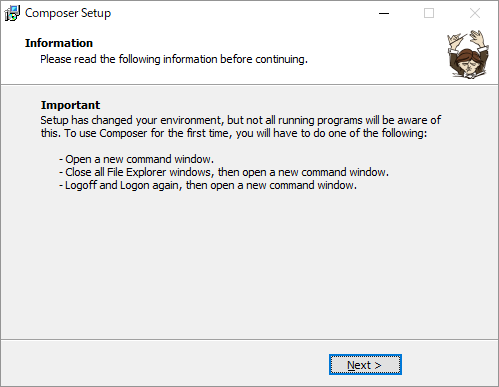 Composer Setup
Information
Please read the following information before continuing.
Important
Setup has changed your environment, but not all running programs will be aware of
this. To use Composer for the first time, you will have to do one of the following:
- Open a new command window.
- Close all File Explorer windows, then open a new command window.
- Logoff and Logon again, then open a new command window.
Next >